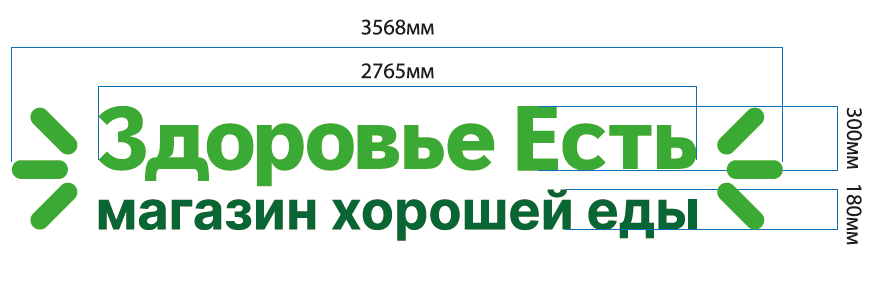 3568мм
2765мм
Здоровье Есть
300мм
магазин хорошей еды
180мм